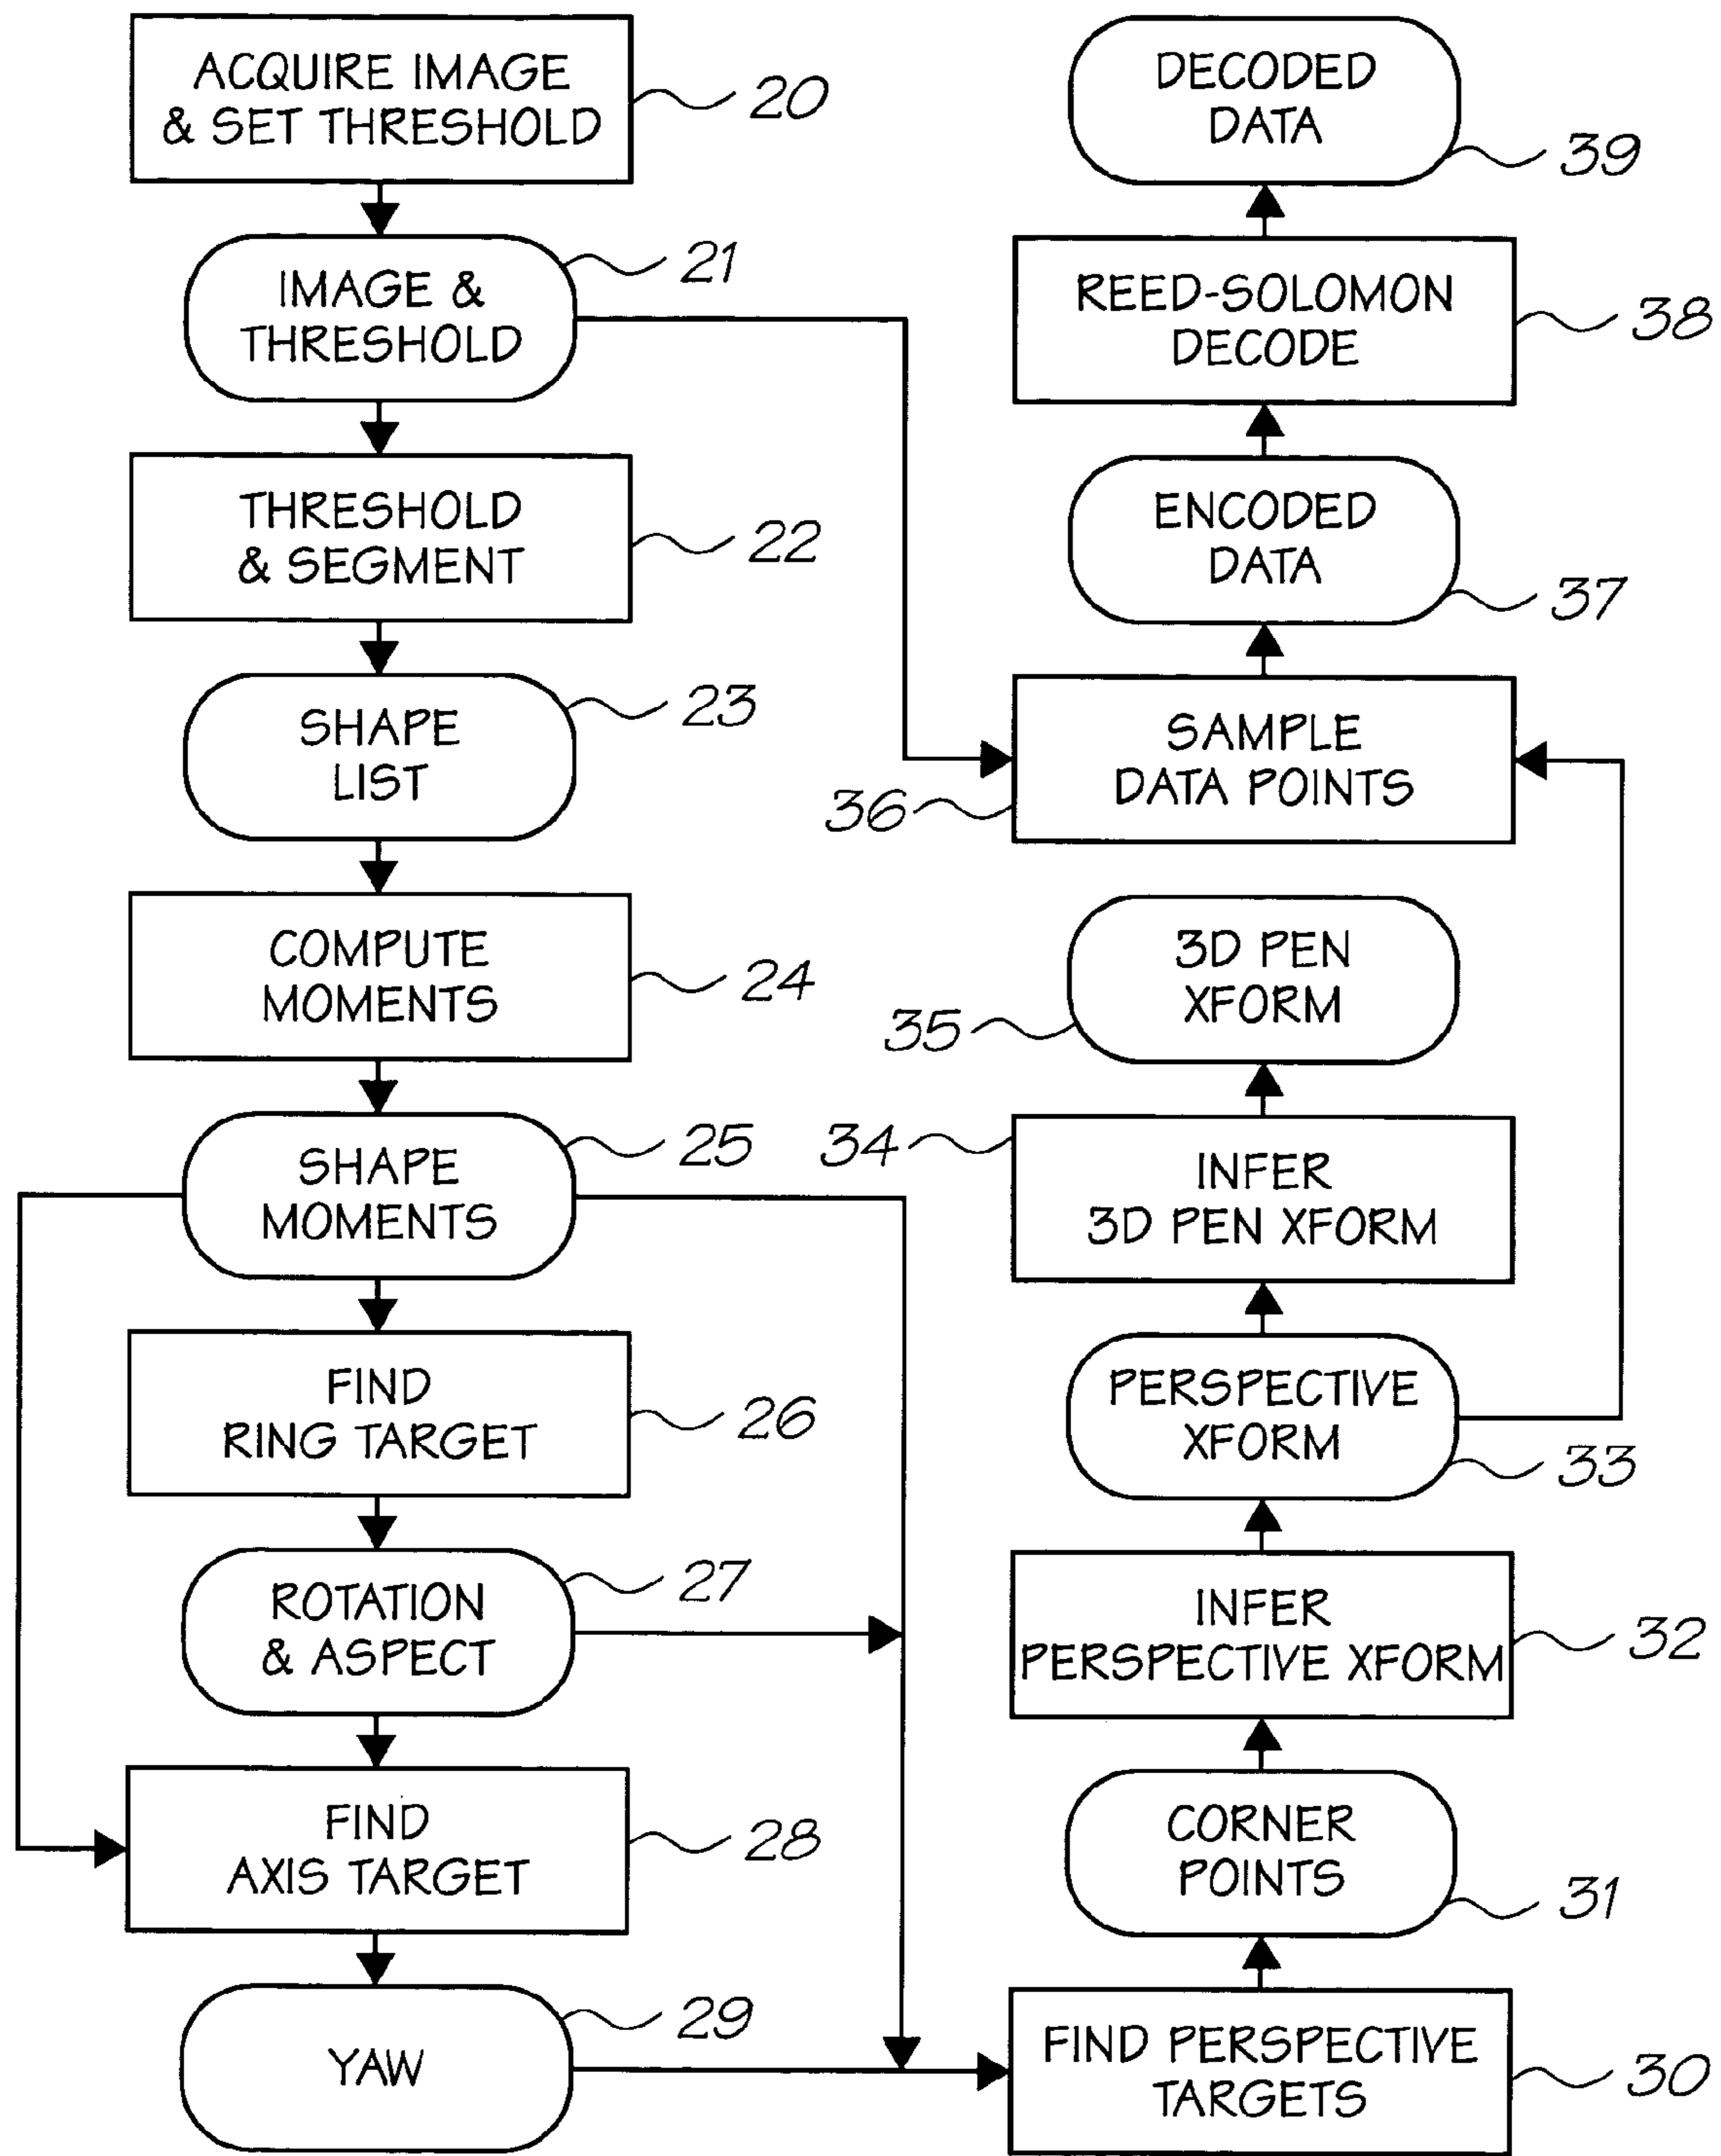 ACQUIRE IMAGE
& SET THRESHOLD
20
IMAGE &
THRESHOLD
21
THRESHOLD
& SEGMENT
22
SHAPE
LIST
23
COMPUTE
MOMENTS
24
SHAPE
MOMENTS
25
FIND
RING TARGET
26
ROTATION
& ASPECT
27
FIND
AXIS TARGET
28
YAW
29
DECODED
DATA
39
REED-SOLOMON
DECODE
38
ENCODED
DATA
37
SAMPLE
DATA POINTS
36
3D PEN
XFORM
35
34
INFER
3D PEN XFORM
PERSPECTIVE
XFORM
33
INFER
PERSPECTIVE XFORM
32
CORNER
POINTS
31
FIND PERSPECTIVE
TARGETS
30